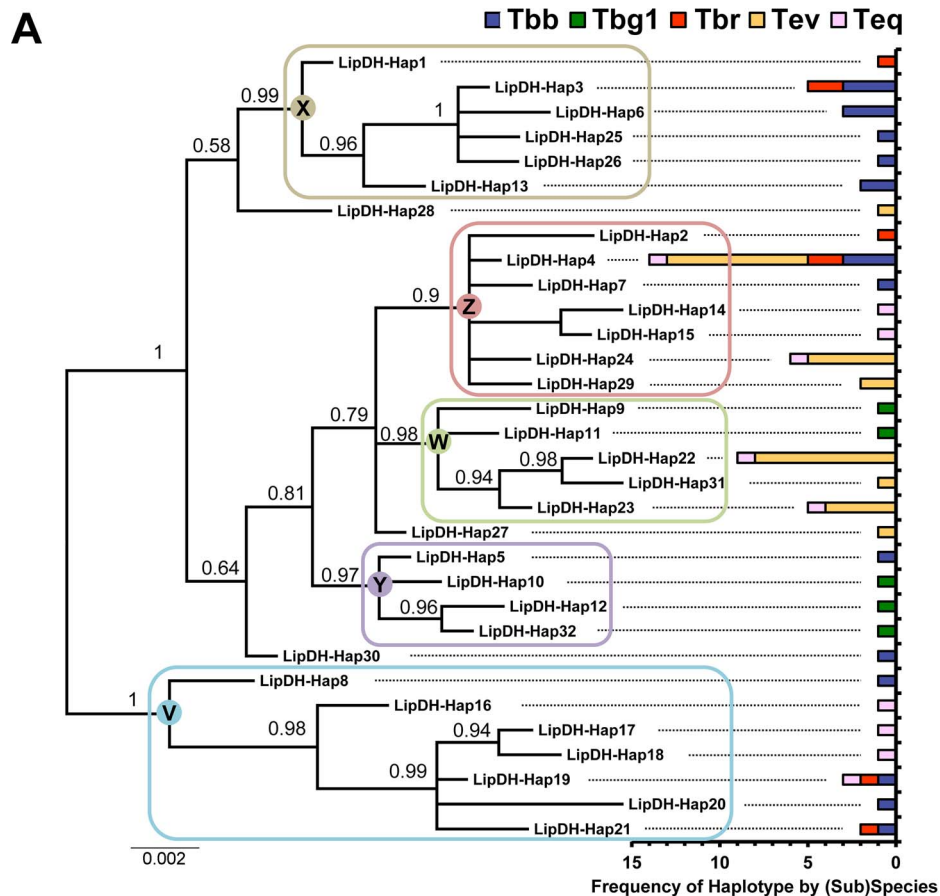 A
Tbb Tbg1 Tbr Tev Teq
LipDH-Hap1
0.99
LipDH-Hap3
X
1
LipDH-Hap6
0.58
0.96
LipDH-Hap25
LipDH-Hap26
LipDH-Hap13
LipDH-Hap28
LipDH-Hap2
LipDH-Hap4
LipDH-Hap7
0.9
Z
LipDH-Hap14
LipDH-Hap15
1
LipDH-Hap24
LipDH-Hap29
0.79
LipDH-Hap9
0.98
W
LipDH-Hap11
0.98
LipDH-Hap22
0.94
LipDH-Hap31
0.81
LipDH-Hap23
LipDH-Hap27
LipDH-Hap5
0.64
0.97
Y
LipDH-Hap10
0.96
LipDH-Hap12
LipDH-Hap32
LipDH-Hap30
LipDH-Hap8
1
V
LipDH-Hap16
0.98
0.94
LipDH-Hap17
LipDH-Hap18
0.99
LipDH-Hap19
LipDH-Hap20
LipDH-Hap21
0.002
15 10 5 0
Frequency of Haplotype by (Sub)Species